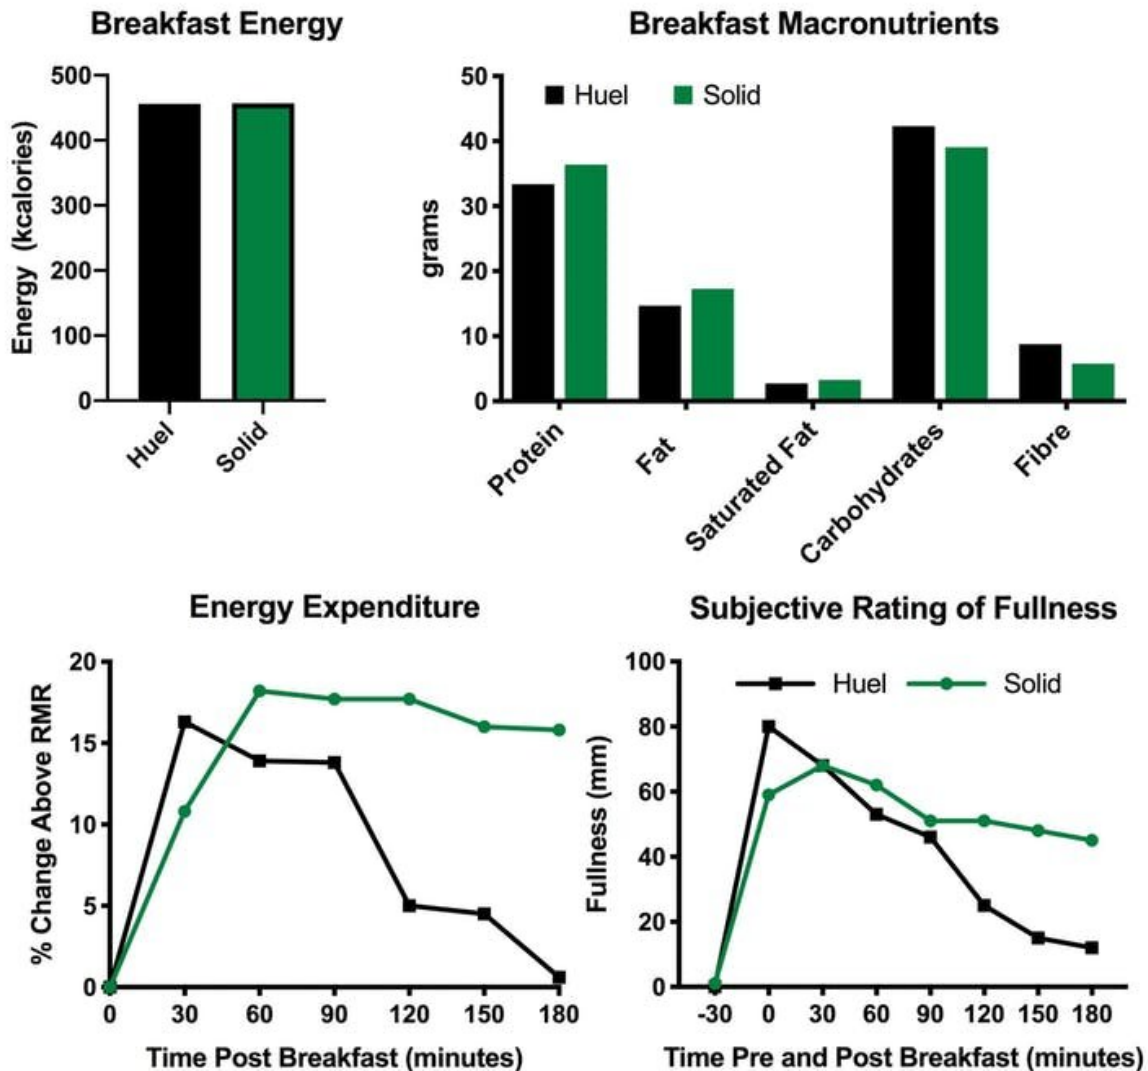 Breakfast Energy
Energy (kcalories)
500
400
300
200
100
0
Huel
Solid
Breakfast Macronutrients
grams
50
40
30
20
10
0
Huel
Solid
Protein
Fat
Saturated Fat
Carbohydrates
Fibre
Energy Expenditure
% Change Above RMR
20
15
10
5
0
0 30 60 90 120 150 180
Time Post Breakfast (minutes)
Subjective Rating of Fullness
Fullness (mm)
100
80
60
40
20
0
Huel
Solid
-30 0 30 60 90 120 150 180
Time Pre and Post Breakfast (minutes)